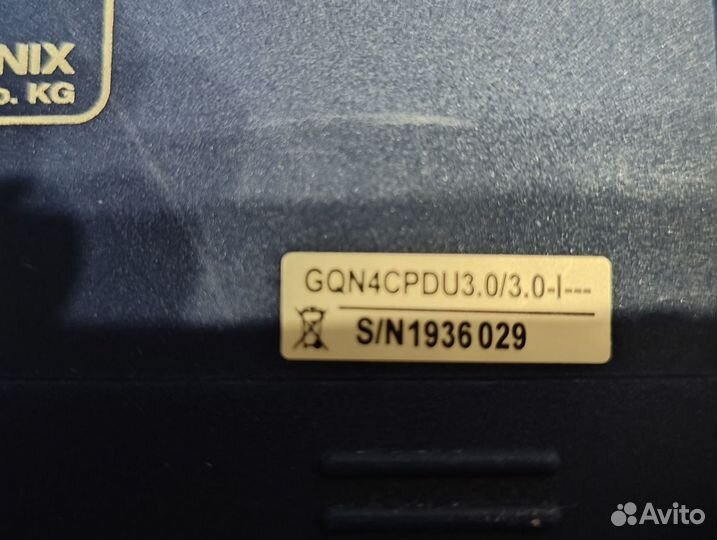 NIX
o. KG
GQN4CPDU3.0/3.0-I---
S/N1936029
Avito